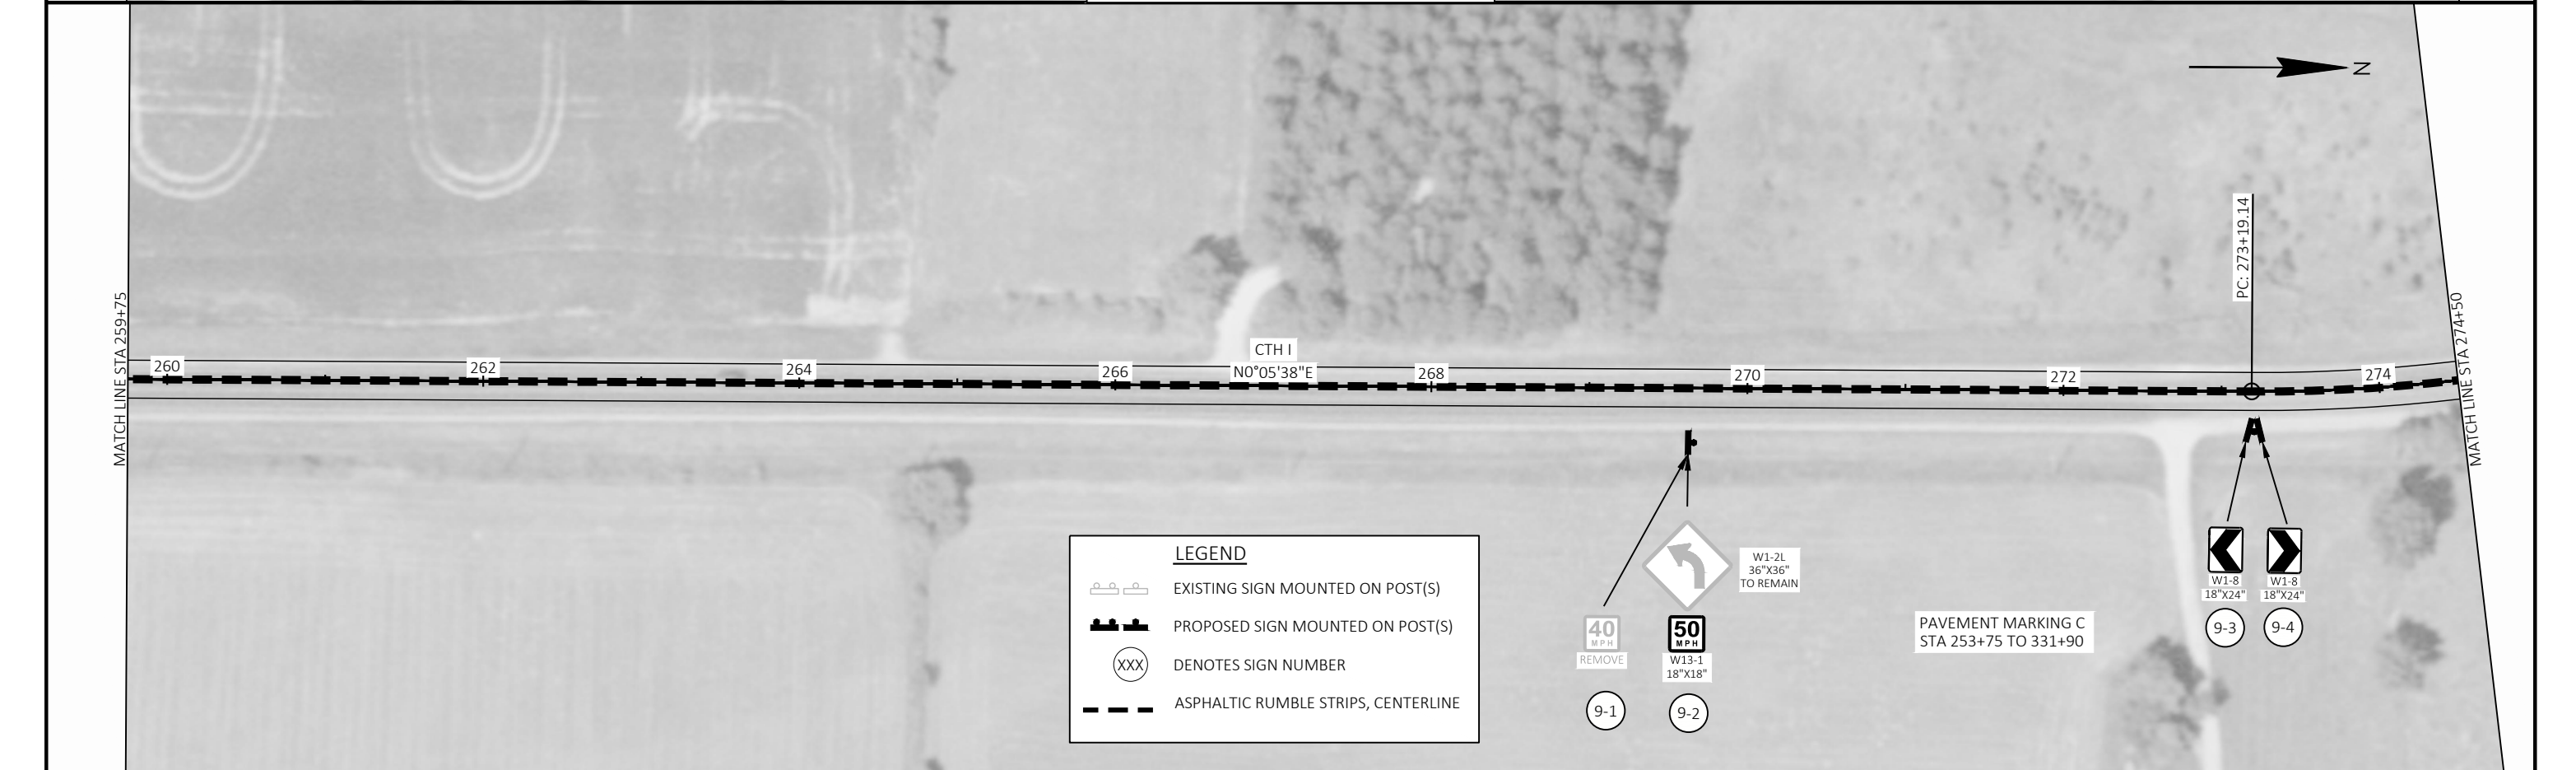 N
PC: 273+19.14
MATCH LINE STA 259+75
MATCH LINE STA 274+50
260
262
264
266
CTH I
N0°05'38"E
268
270
272
274
LEGEND
EXISTING SIGN MOUNTED ON POST(S)
PROPOSED SIGN MOUNTED ON POST(S)
XXX DENOTES SIGN NUMBER
ASPHALTIC RUMBLE STRIPS, CENTERLINE
W1-2L
36"X36"
TO REMAIN
40
MPH
REMOVE
9-1
50
MPH
W13-1
18"X18"
9-2
PAVEMENT MARKING C
STA 253+75 TO 331+90
W1-8
18"X24"
9-3
W1-8
18"X24"
9-4